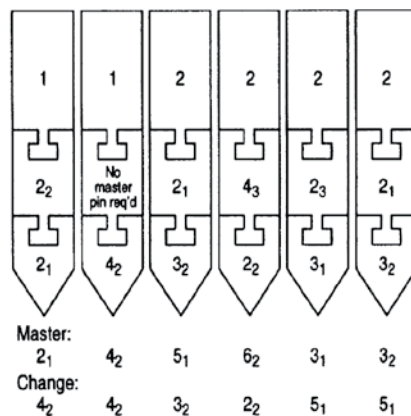 1 1 2 2 2 2
2₂ No master pin req'd 2₁ 4₃ 2₃ 2₁
2₁ 4₂ 3₂ 2₂ 3₁ 3₂
Master:
2₁ 4₂ 5₁ 6₂ 3₁ 3₂
Change:
4₂ 4₂ 3₂ 2₂ 5₁ 5₁